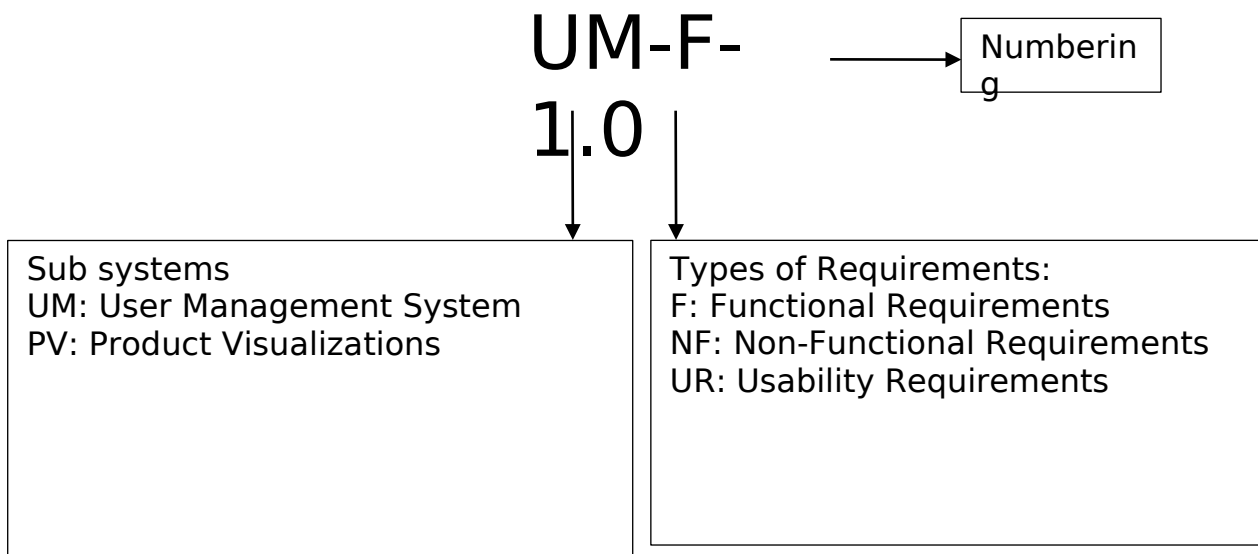 UM-F-
1.0
Numberin
g
Sub systems
UM: User Management System
PV: Product Visualizations
Types of Requirements:
F: Functional Requirements
NF: Non-Functional Requirements
UR: Usability Requirements